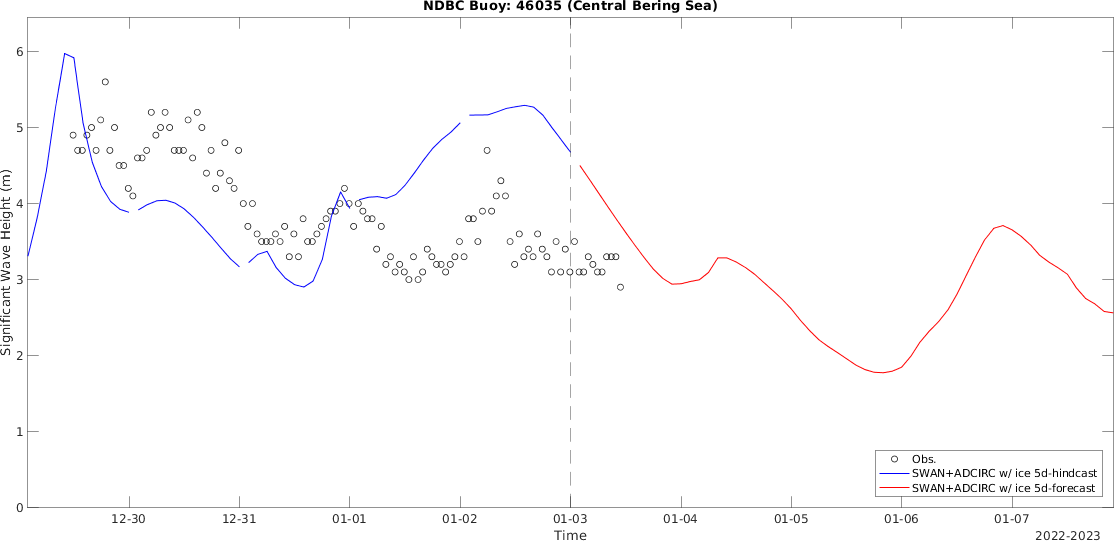 NDBC Buoy: 46035 (Central Bering Sea)
6
5
4
3
2
1
0
Significant Wave Height (m)
Obs.
SWAN+ADCIRC w/ ice 5d-hindcast
SWAN+ADCIRC w/ ice 5d-forecast
12-30 12-31 01-01 01-02 01-03 01-04 01-05 01-06 01-07
Time
2022-2023